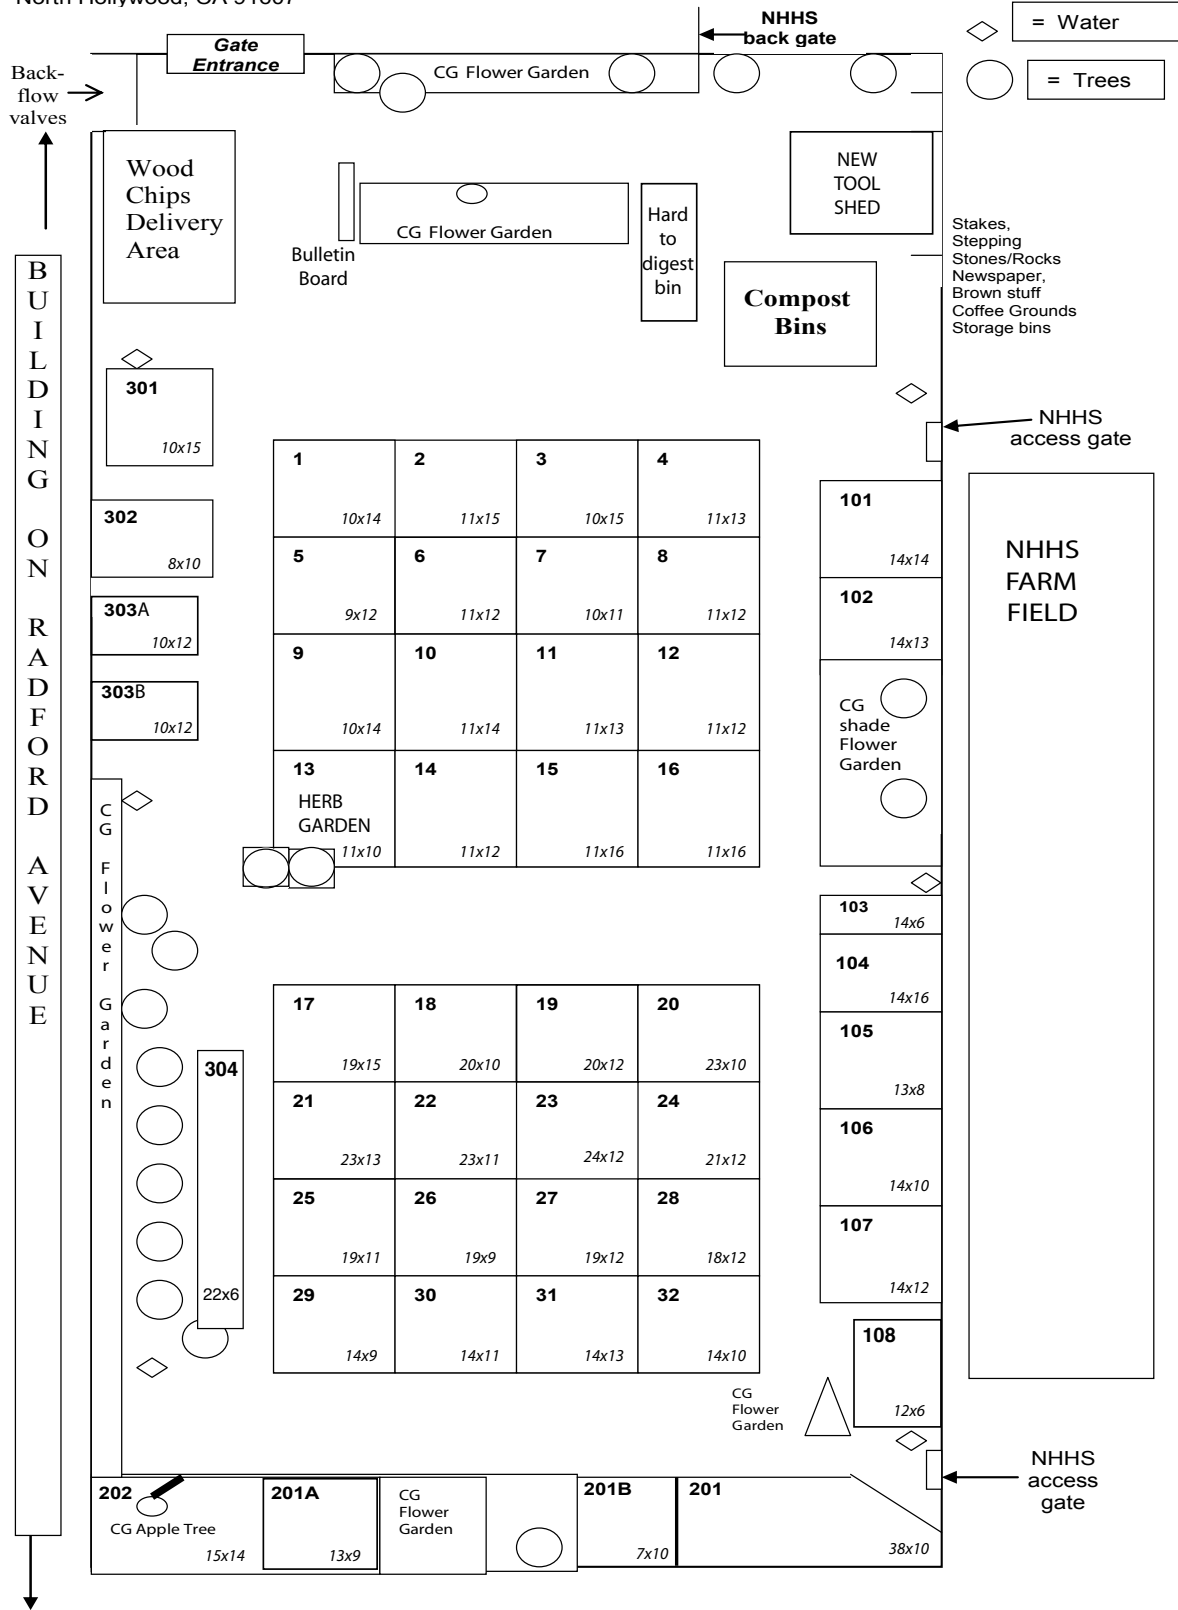 North Hollywood, CA 91607
NHHS
back gate
= Water
Gate
Entrance
CG Flower Garden
= Trees
Back-
flow
valves
Wood
Chips
Delivery
Area
Bulletin
Board
CG Flower Garden
Hard
to
digest
bin
NEW
TOOL
SHED
Compost
Bins
Stakes,
Stepping
Stones/Rocks
Newspaper,
Brown stuff
Coffee Grounds
Storage bins
BUILDING ON RADFORD AVENUE
301
10x15
302
8x10
303A
10x12
303B
10x12
CG Flower Garden
304
22x6
1
10x14
2
11x15
3
10x15
4
11x13
5
9x12
6
11x12
7
10x11
8
11x12
9
10x14
10
11x14
11
11x13
12
11x12
13
HERB
GARDEN
11x10
14
11x12
15
11x16
16
11x16
17
19x15
18
20x10
19
20x12
20
23x10
21
23x13
22
23x11
23
24x12
24
21x12
25
19x11
26
19x9
27
19x12
28
18x12
29
14x9
30
14x11
31
14x13
32
14x10
NHHS
access gate
101
14x14
102
14x13
CG
shade
Flower
Garden
103
14x6
104
14x16
105
13x8
106
14x10
107
14x12
108
12x6
NHHS
FARM
FIELD
CG
Flower
Garden
NHHS
access
gate
202
CG Apple Tree
15x14
201A
13x9
CG
Flower
Garden
201B
7x10
201
38x10